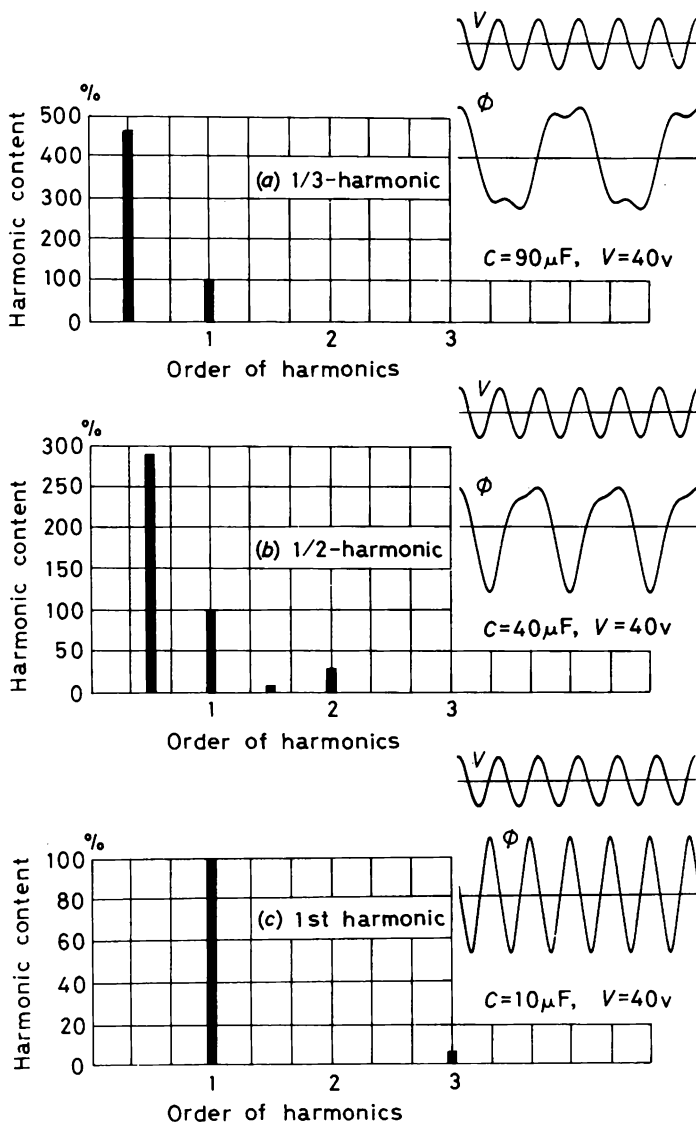 V
%
Harmonic content
500
400
300
200
100
0
(a) 1/3-harmonic
ϕ
C=90μF, V=40v
1 2 3
Order of harmonics
V
%
Harmonic content
300
250
200
150
100
50
0
(b) 1/2-harmonic
ϕ
C=40μF, V=40v
1 2 3
Order of harmonics
V
%
Harmonic content
100
80
60
40
20
0
(c) 1st harmonic
ϕ
C=10μF, V=40v
1 2 3
Order of harmonics